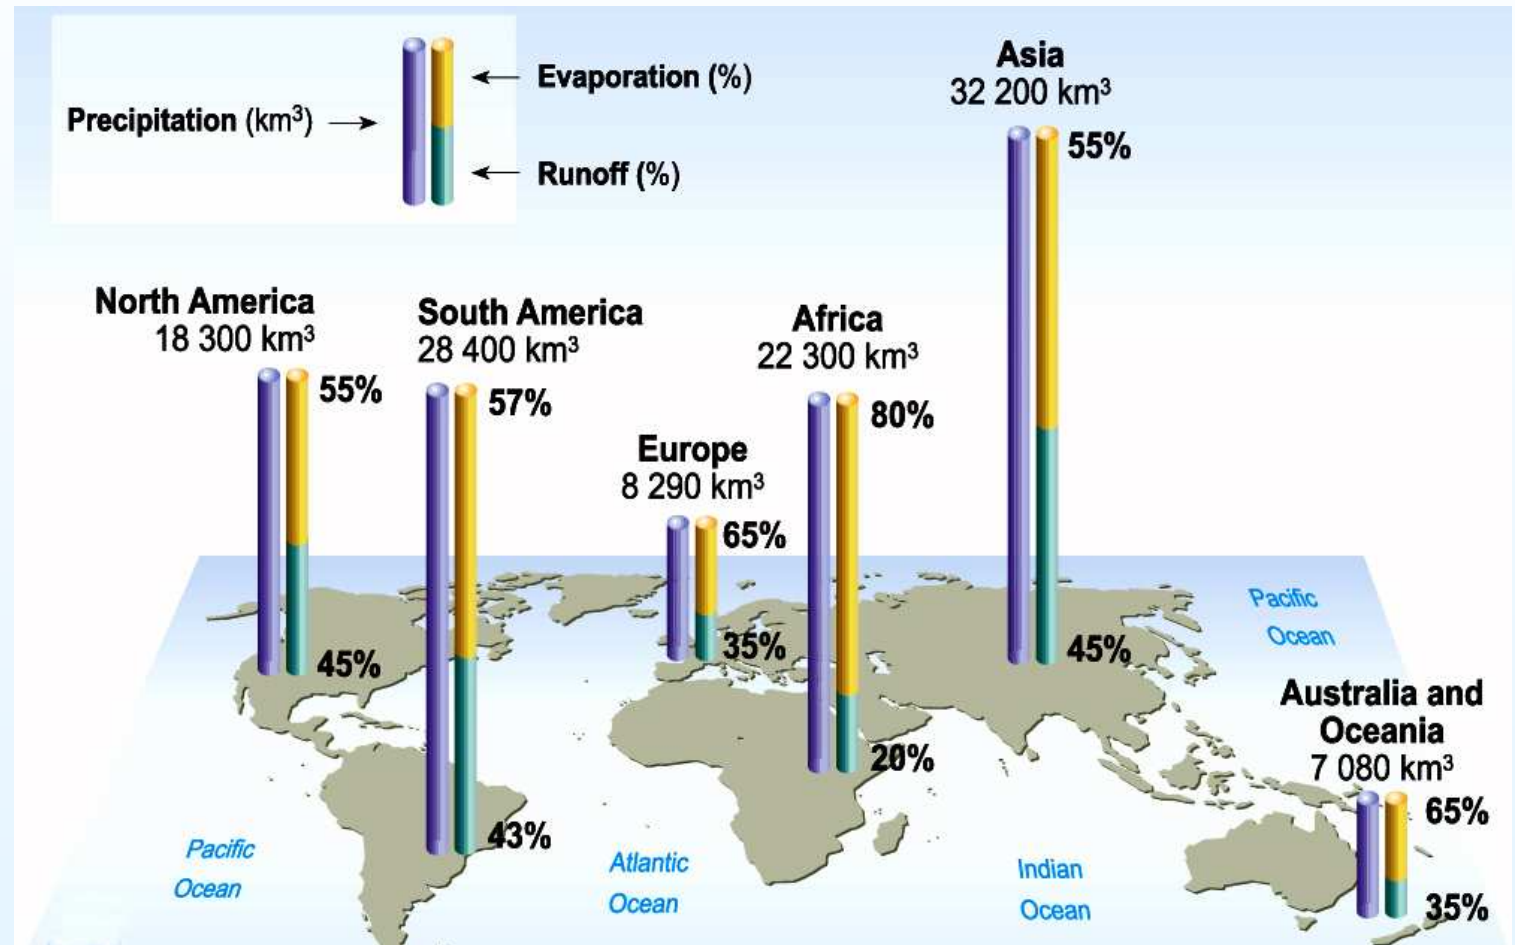 Precipitation (km³)
Evaporation (%)
Runoff (%)
Asia
32 200 km³
55%
45%
North America
18 300 km³
55%
45%
South America
28 400 km³
57%
43%
Europe
8 290 km³
65%
35%
Africa
22 300 km³
80%
20%
Pacific
Ocean
Australia and
Oceania
7 080 km³
65%
35%
Pacific
Ocean
Atlantic
Ocean
Indian
Ocean